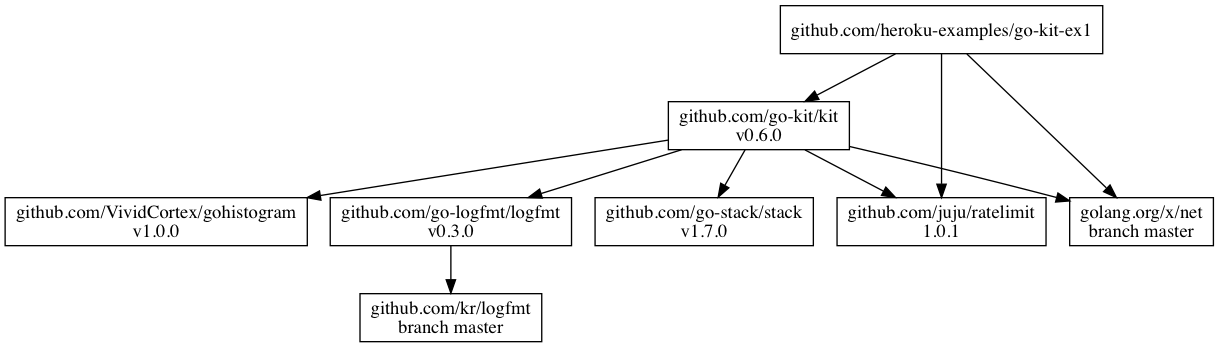 github.com/heroku-examples/go-kit-ex1
github.com/go-kit/kit
v0.6.0
github.com/VividCortex/gohistogram
v1.0.0
github.com/go-logfmt/logfmt
v0.3.0
github.com/go-stack/stack
v1.7.0
github.com/juju/ratelimit
1.0.1
golang.org/x/net
branch master
github.com/kr/logfmt
branch master